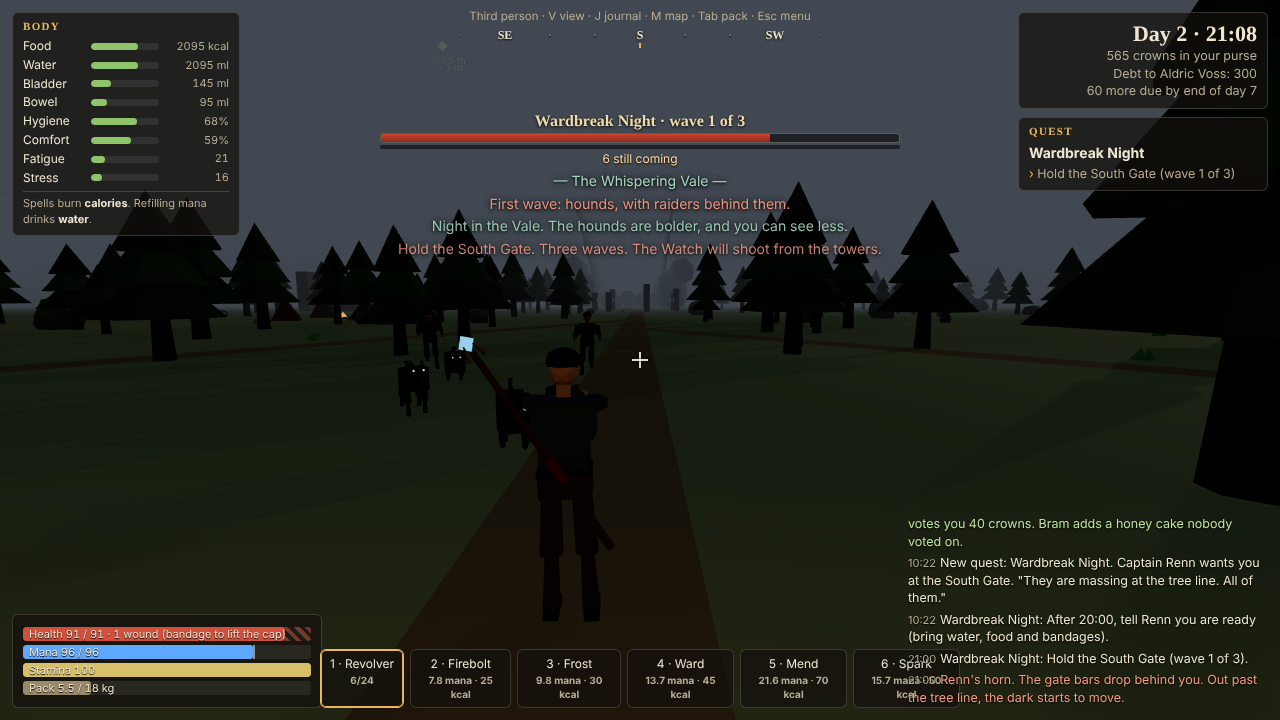 BODY
Food 2095 kcal
Water 2095 ml
Bladder 145 ml
Bowel 95 ml
Hygiene 68%
Comfort 59%
Fatigue 21
Stress 16
Spells burn calories. Refilling mana
drinks water.
Third person · V view · J journal · M map · Tab pack · Esc menu
SE S SW
Wardbreak Night · wave 1 of 3
6 still coming
— The Whispering Vale —
First wave: hounds, with raiders behind them.
Night in the Vale. The hounds are bolder, and you can see less.
Hold the South Gate. Three waves. The Watch will shoot from the towers.
Day 2 · 21:08
565 crowns in your purse
Debt to Aldric Voss: 300
60 more due by end of day 7
QUEST
Wardbreak Night
› Hold the South Gate (wave 1 of 3)
votes you 40 crowns. Bram adds a honey cake nobody
voted on.
10:22 New quest: Wardbreak Night. Captain Renn wants you
at the South Gate. "They are massing at the tree line. All of
them."
10:22 Wardbreak Night: After 20:00, tell Renn you are ready
(bring water, food and bandages).
21:00 Wardbreak Night: Hold the South Gate (wave 1 of 3).
21:00 Renn's horn. The gate bars drop behind you. Out past
the tree line, the dark starts to move.
Health 91 / 91 · 1 wound (bandage to lift the cap)
Mana 96 / 96
Stamina 100
Pack 5.5 / 18 kg
1 · Revolver
6/24
2 · Firebolt
7.8 mana · 25
kcal
3 · Frost
9.8 mana · 30
kcal
4 · Ward
13.7 mana · 45
kcal
5 · Mend
21.6 mana · 70
kcal
6 · Spark
15.7 mana · 50
kcal